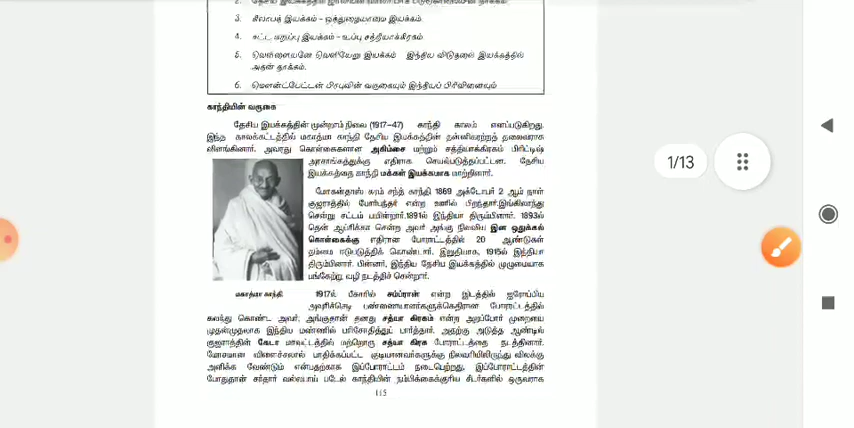 2. தேசிய இயக்கத்தின்
3. கிலாபத் இயக்கம் – ஒத்துழையாமை இயக்கம்
4. சட்ட மறுப்பு இயக்கம் – உப்பு சத்தியாக்கிரகம்
5. வெள்ளையனே வெளியேறு இயக்கம் இந்திய விடுதலை இயக்கத்தில்
அதன் தாக்கம்.
6. மௌண்ட்பேட்டன் பிரபுவின் வருகையும் இந்தியப் பிரிவினையும்
காந்தியின் வருகை
தேசிய இயக்கத்தின் மூன்றாம் நிலை (1917–47) காந்தி காலம் எனப்படுகிறது.
இந்த காலக்கட்டத்தில் மகாத்மா காந்தி தேசிய இயக்கத்தின் தன்னிகரற்றத் தலைவராக
விளங்கினார். அவரது கொள்கைகளான அகிம்சை மற்றும் சத்தியாக்கிரகம் பிரிட்டிஷ்
அரசாங்கத்துக்கு எதிராக செயல்படுத்தப்பட்டன. தேசிய
இயக்கத்தை காந்தி மக்கள் இயக்கமாக மாற்றினார்.
மோகன்தாஸ் கரம் சந்த் காந்தி 1869 அக்டோபர் 2 ஆம் நாள்
குஜராத்தில் போர்பந்தர் என்ற ஊரில் பிறந்தார்.இங்கிலாந்து
சென்று சட்டம் பயின்றார்.1891ல் இந்தியா திரும்பினார். 1893ல்
தென் ஆப்ரிக்கா சென்ற அவர் அங்கு நிலவிய இன ஒதுக்கல்
கொள்கைக்கு எதிரான போராட்டத்தில் 20 ஆண்டுகள்
தம்மை ஈடுபடுத்திக் கொண்டார். இறுதியாக, 1915ல் இந்தியா
திரும்பினார். பின்னர், இந்திய தேசிய இயக்கத்தில் முழுமையாக
பங்கேற்று வழி நடத்திச் சென்றார்.
மகாத்மா காந்தி
1917ல் பீகாரில் சம்ப்ரான் என்ற இடத்தில் ஐரோப்பிய
அவுரிச்செடி பண்ணையாளர்களுக்கெதிரான போராட்டத்தில்
கலந்து கொண்ட அவர், அங்குதான் தனது சத்யா கிரகம் என்ற அறப்போர் முறையை
முதன்முதலாக இந்திய மண்ணில் பரிசோதித்துப் பார்த்தார். அதற்கு அடுத்த ஆண்டில்
குஜராத்தின் கேடா மாவட்டத்தில் மற்றொரு சத்யா கிரக போராட்டத்தை நடத்தினார்.
மோசமான விளைச்சலால் பாதிக்கப்பட்ட குடியானவர்களுக்கு நிலவரியிலிருந்து விலக்கு
அளிக்க வேண்டும் என்பதற்காக இப்போராட்டம் நடைபெற்றது. இப்போராட்டத்தின்
போதுதான் சர்தார் வல்லபாய் படேல் காந்தியின் நம்பிக்கைக்குரிய சீடர்களில் ஒருவராக
115
1/13